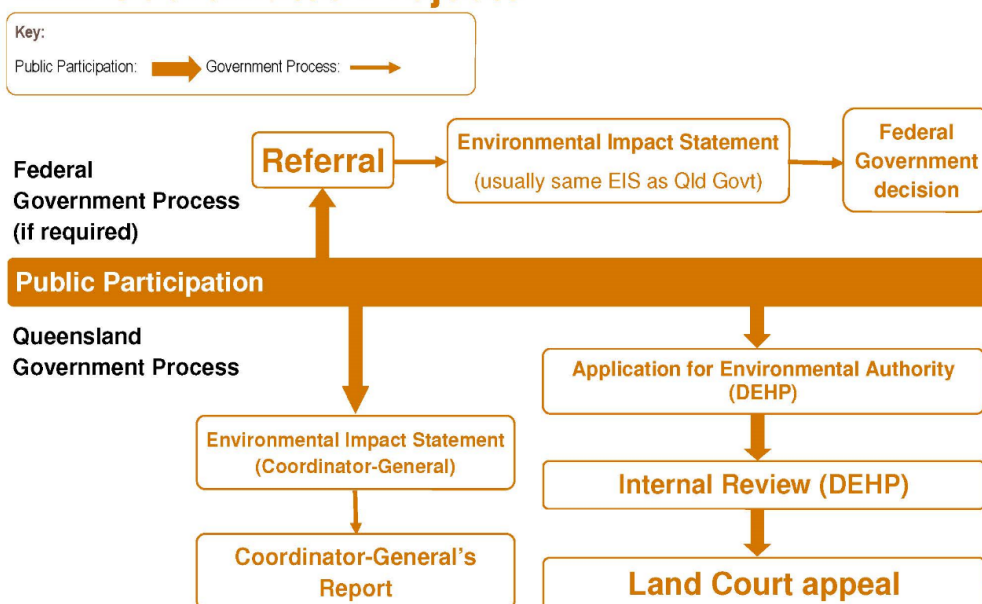 Key:
Public Participation: Government Process:
Federal
Government Process
(if required)
Referral
Environmental Impact Statement
(usually same EIS as Qld Govt)
Federal
Government
decision
Public Participation
Queensland
Government Process
Environmental Impact Statement
(Coordinator-General)
Coordinator-General's
Report
Application for Environmental Authority
(DEHP)
Internal Review (DEHP)
Land Court appeal